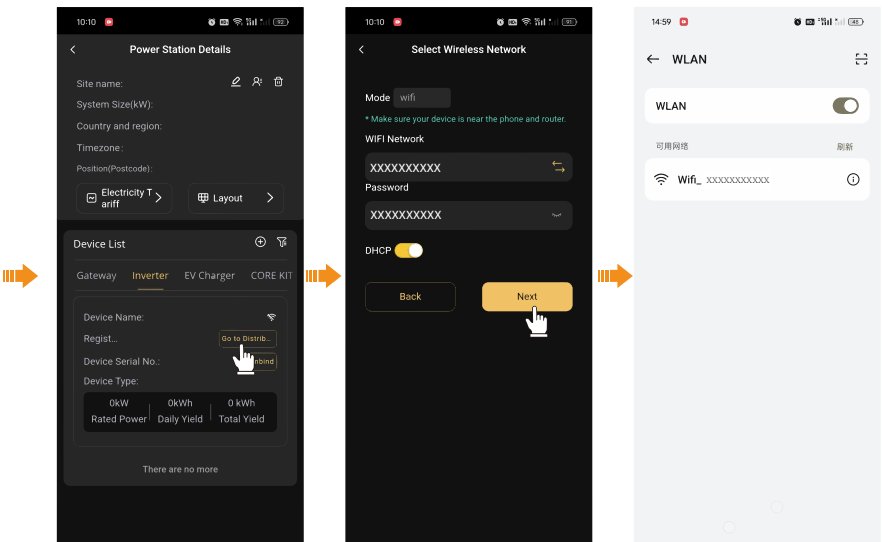 10:10
92
Power Station Details
Site name:
System Size(kW):
Country and region:
Timezone:
Position(Postcode):
Electricity T
ariff
Layout
Device List
Gateway Inverter EV Charger CORE KIT
Device Name:
Regist...
Go to Distrib...
Device Serial No.:
nbind
Device Type:
0kW 0kWh 0 kWh
Rated Power Daily Yield Total Yield
There are no more
10:10
91
Select Wireless Network
Mode wifi
* Make sure your device is near the phone and router.
WIFI Network
XXXXXXXXXX
Password
XXXXXXXXXX
DHCP
Back Next
14:59
WLAN
WLAN
可用网络 刷新
Wifi_ XXXXXXXXXXX